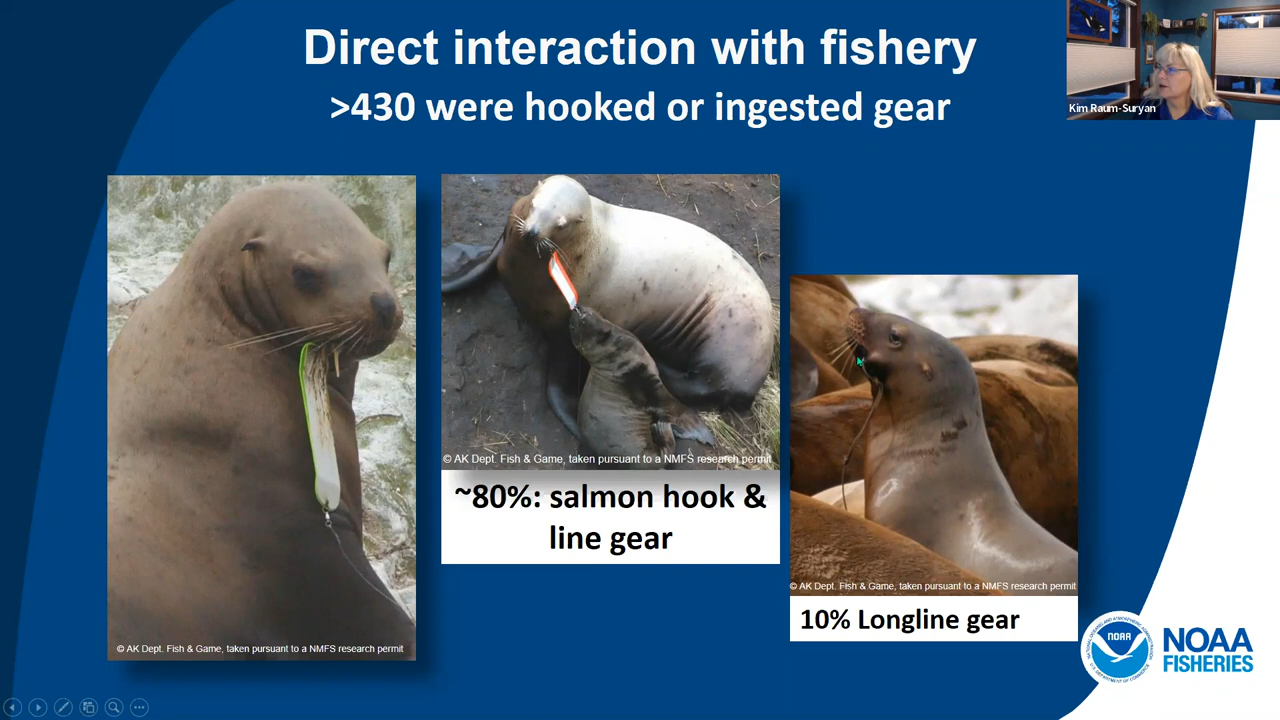 Direct interaction with fishery
>430 were hooked or ingested gear
Kim Raum-Suryan
© AK Dept. Fish & Game, taken pursuant to a NMFS research permit
© AK Dept. Fish & Game, taken pursuant to a NMFS research permit
~80%: salmon hook &
line gear
© AK Dept. Fish & Game, taken pursuant to a NMFS research permit
10% Longline gear
NOAA
NOAA
FISHERIES